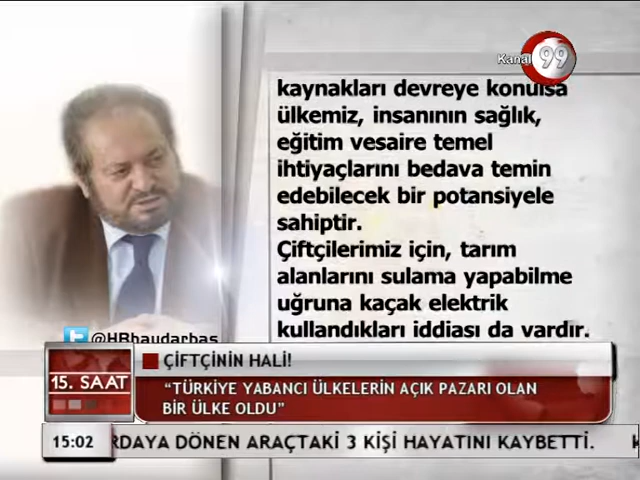 Kanal 99
kaynakları devreye konulsa
ülkemiz, insanının sağlık,
eğitim vesaire temel
ihtiyaçlarını bedava temin
edebilecek bir potansiyele
sahiptir.
Çiftçilerimiz için, tarım
alanlarını sulama yapabilme
uğruna kaçak elektrik
kullandıkları iddiası da vardır.
@HBbaydarbas
ÇİFTÇİNİN HALİ!
15. SAAT
“TÜRKİYE YABANCI ÜLKELERİN AÇIK PAZARI OLAN
BİR ÜLKE OLDU”
15:02
RDAYA DÖNEN ARAÇTAKİ 3 KİŞİ HAYATINI KAYBETTİ.